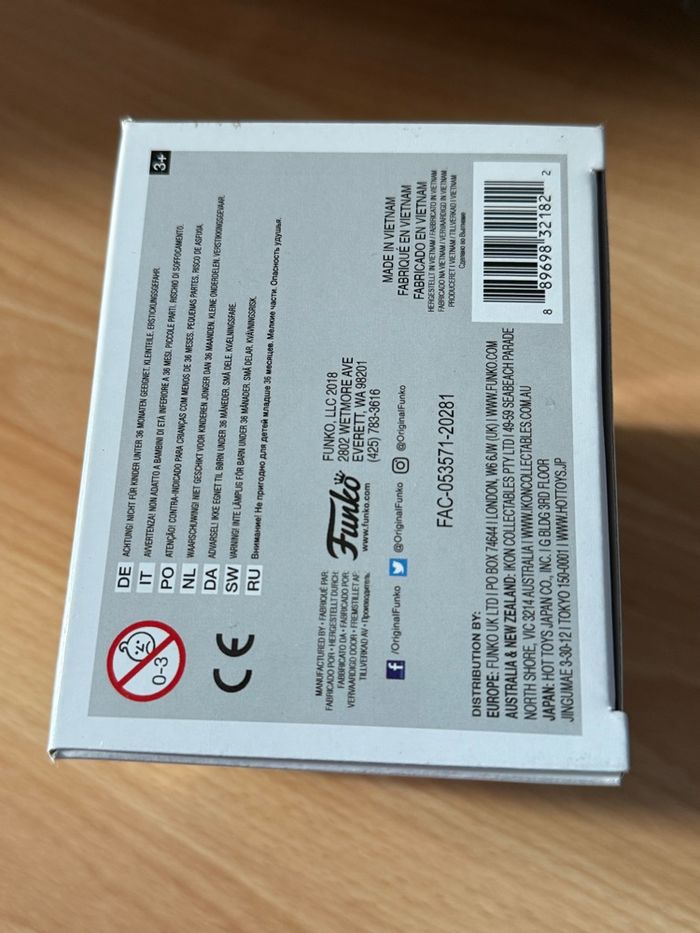 3+
DE ACHTUNG! NICHT FÜR KINDER UNTER 36 MONATEN GEEIGNET. KLEINTEILE. ERSTICKUNGSGEFAHR.
IT AVVERTENZA! NON ADATTO A BAMBINI DI ETÀ INFERIORE A 36 MESI. PICCOLE PARTI. RISCHIO DI SOFFOCAMENTO.
PO ATENÇÃO! CONTRA-INDICADO PARA CRIANÇAS COM MENOS DE 36 MESES. PEQUENAS PARTES. RISCO DE ASFIXIA.
NL WAARSCHUWING! NIET GESCHIKT VOOR KINDEREN JONGER DAN 36 MAANDEN. KLEINE ONDERDELEN. VERSTIKKINGSGEVAAR.
DA ADVARSEL! IKKE EGNET TIL BØRN UNDER 36 MÅNEDER. SMÅ DELE. KVÆLNINGSFARE.
SW VARNING! INTE LÄMPLIG FÖR BARN UNDER 36 MÅNADER. SMÅ DELAR. KVÄVNINGSRISK.
RU Внимание! Не пригодно для детей младше 36 месяцев. Мелкие части. Опасность удушья.
0-3
CE
MANUFACTURED BY • FABRIQUÉ PAR:
FABRICADO POR • HERGESTELLT DURCH:
FABBRICATO DA • FABRICADO POR:
VERVAARDIGD DOOR • FREMSTILLET AF:
TILLVERKAD AV • Производитель:
Funko
www.funko.com
FUNKO, LLC 2018
2802 WETMORE AVE
EVERETT, WA 98201
(425) 783-3616
MADE IN VIETNAM
FABRIQUÉ EN VIETNAM
FABRICADO EN VIETNAM
HERGESTELLT IN VIETNAM / FABBRICATO IN VIETNAM
FABRICADO NA VIETNAM / VERVAARDIGD IN VIETNAM
PRODUCERET I VIETNAM / TILLVERKAD I VIETNAM
Сделано во Вьетнаме
f /OriginalFunko @OriginalFunko @OriginalFunko
FAC-053571-20281
DISTRIBUTION BY:
EUROPE: FUNKO UK LTD I PO BOX 74644 I LONDON, W6 6JW (UK) I WWW.FUNKO.COM
AUSTRALIA & NEW ZEALAND: IKON COLLECTABLES PTY LTD I 49-59 SEABEACH PARADE
NORTH SHORE, VIC 3214 AUSTRALIA I WWW.IKONCOLLECTABLES.COM.AU
JAPAN: HOT TOYS JAPAN CO., INC. I G BLDG 3RD FLOOR
JINGUMAE 3-30-12 I TOKYO 150-0001 I WWW.HOTTOYS.JP
8 89698 32182 2